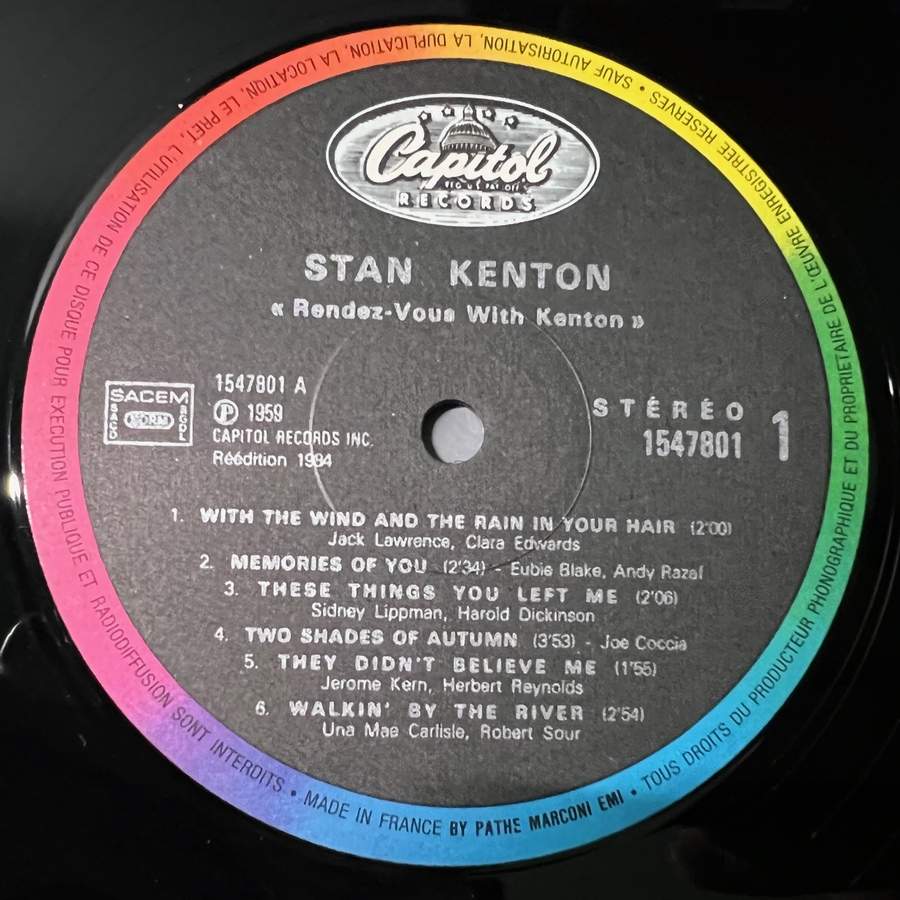 Capitol
REG. U.S. PAT. OFF.
RECORDS
STAN KENTON
« Rendez-Vous With Kenton »
SACEM
SACD
SDRM
SGDL
1547801 A
Ⓟ 1959
CAPITOL RECORDS INC.
Réédition 1984
STÉRÉO
1547801
1
1. WITH THE WIND AND THE RAIN IN YOUR HAIR (2'00)
Jack Lawrence, Clara Edwards
2. MEMORIES OF YOU (2'34) - Eubie Blake, Andy Razaf
3. THESE THINGS YOU LEFT ME (2'06)
Sidney Lippman, Harold Dickinson
4. TWO SHADES OF AUTUMN (3'53) - Joe Coccia
5. THEY DIDN'T BELIEVE ME (1'55)
Jerome Kern, Herbert Reynolds
6. WALKIN' BY THE RIVER (2'54)
Una Mae Carlisle, Robert Sour
• MADE IN FRANCE BY PATHE MARCONI EMI • TOUS DROITS DU PRODUCTEUR PHONOGRAPHIQUE ET DU PROPRIETAIRE DE L'ŒUVRE ENREGISTREE RESERVES • SAUF AUTORISATION, LA DUPLICATION, LA LOCATION, LE PRET, L'UTILISATION DE CE DISQUE POUR EXECUTION PUBLIQUE ET RADIODIFFUSION SONT INTERDITS